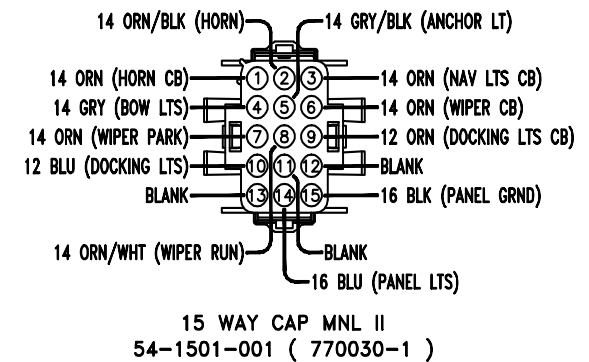 14 ORN/BLK (HORN)
14 GRY/BLK (ANCHOR LT)
14 ORN (HORN CB)
1 2 3
14 ORN (NAV LTS CB)
14 GRY (BOW LTS)
4 5 6
14 ORN (WIPER CB)
14 ORN (WIPER PARK)
7 8 9
12 ORN (DOCKING LTS CB)
12 BLU (DOCKING LTS)
10 11 12
BLANK
BLANK
13 14 15
16 BLK (PANEL GRND)
14 ORN/WHT (WIPER RUN)
BLANK
16 BLU (PANEL LTS)
15 WAY CAP MNL II
54-1501-001 ( 770030-1 )